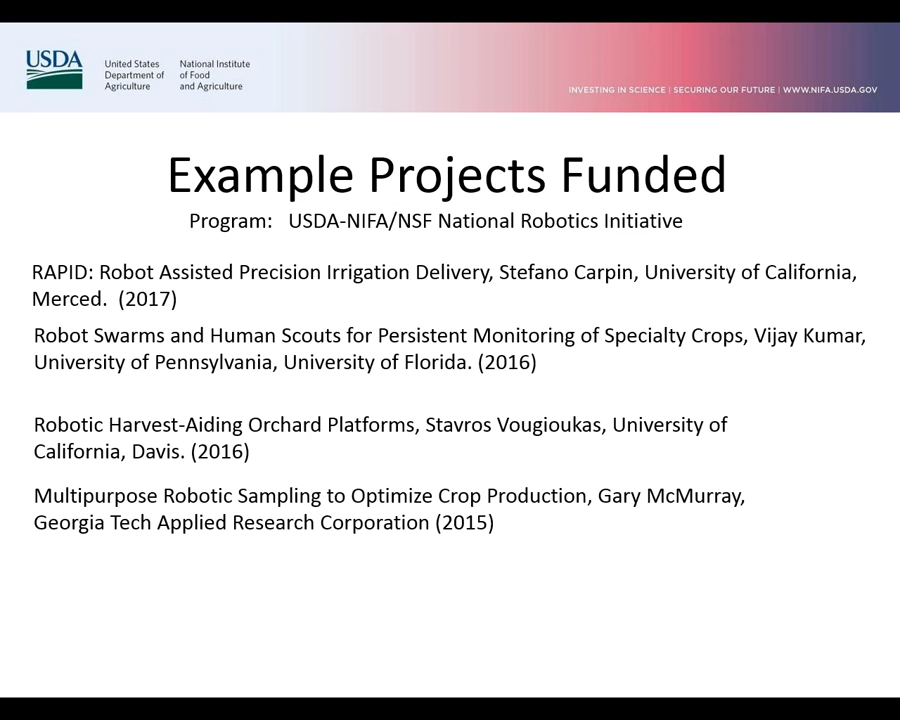 USDA
United States
Department of
Agriculture
National Institute
of Food
and Agriculture
INVESTING IN SCIENCE | SECURING OUR FUTURE | WWW.NIFA.USDA.GOV
Example Projects Funded
Program: USDA-NIFA/NSF National Robotics Initiative
RAPID: Robot Assisted Precision Irrigation Delivery, Stefano Carpin, University of California,
Merced. (2017)
Robot Swarms and Human Scouts for Persistent Monitoring of Specialty Crops, Vijay Kumar,
University of Pennsylvania, University of Florida. (2016)
Robotic Harvest-Aiding Orchard Platforms, Stavros Vougioukas, University of
California, Davis. (2016)
Multipurpose Robotic Sampling to Optimize Crop Production, Gary McMurray,
Georgia Tech Applied Research Corporation (2015)